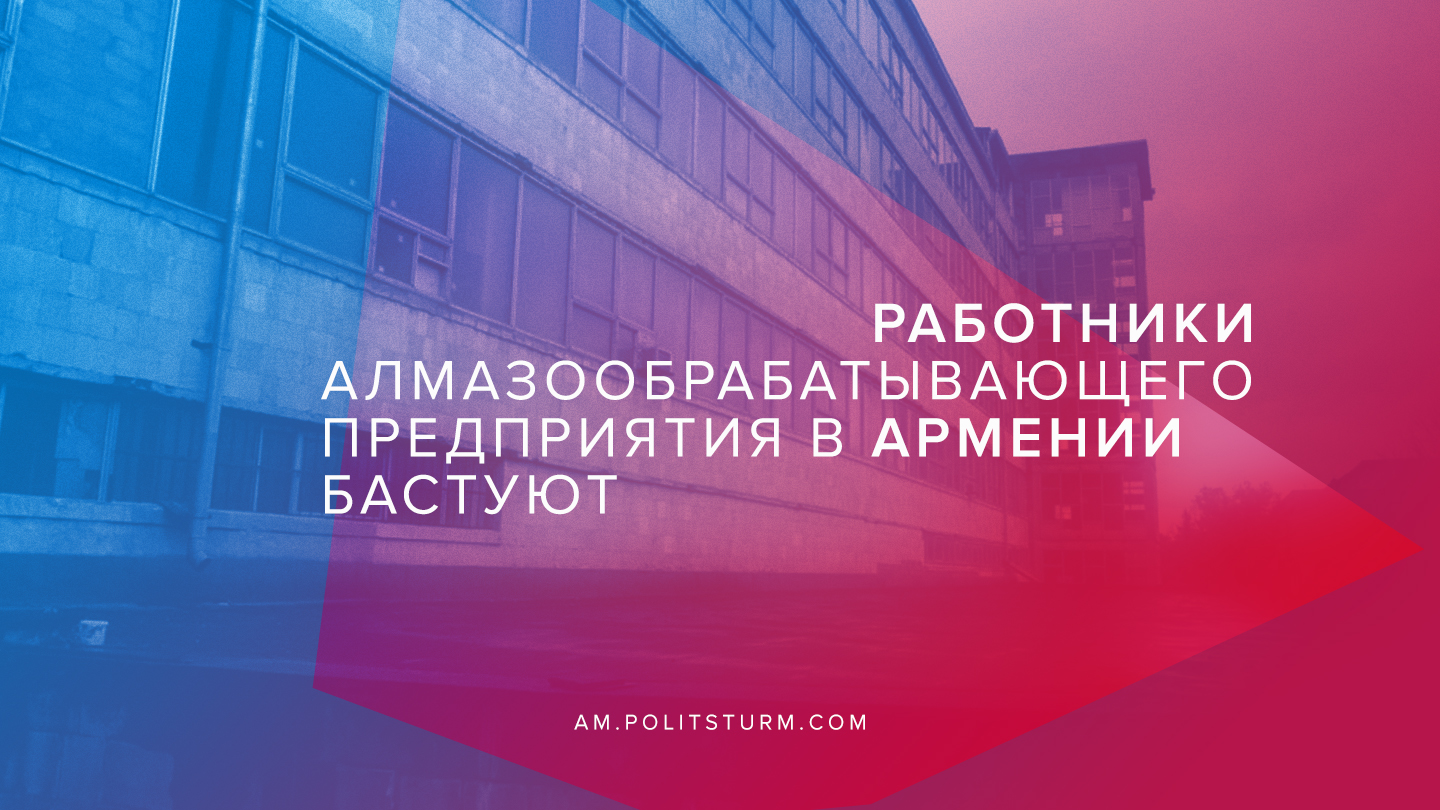 РАБОТНИКИ
АЛМАЗООБРАБАТЫВАЮЩЕГО
ПРЕДПРИЯТИЯ В АРМЕНИИ
БАСТУЮТ
AM.POLITSTURM.COM